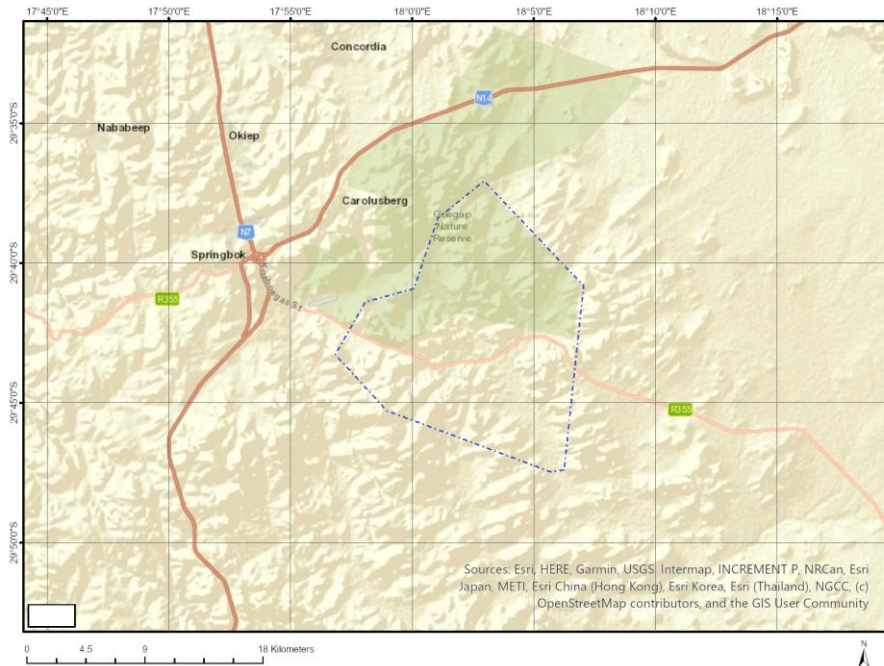 17°45'0"E 17°50'0"E 17°55'0"E 18°0'0"E 18°5'0"E 18°10'0"E 18°15'0"E
Concordia
N14
29°35'0"S
Nababeep
Okiep
Carolusberg
Goegap
Nature
Reserve
N7
Springbok
29°40'0"S
R355
29°45'0"S
R355
29°50'0"S
Sources: Esri, HERE, Garmin, USGS, Intermap, INCREMENT P, NRCan, Esri
Japan, METI, Esri China (Hong Kong), Esri Korea, Esri (Thailand), NGCC, (c)
OpenStreetMap contributors, and the GIS User Community
0 4.5 9 18 Kilometers
N